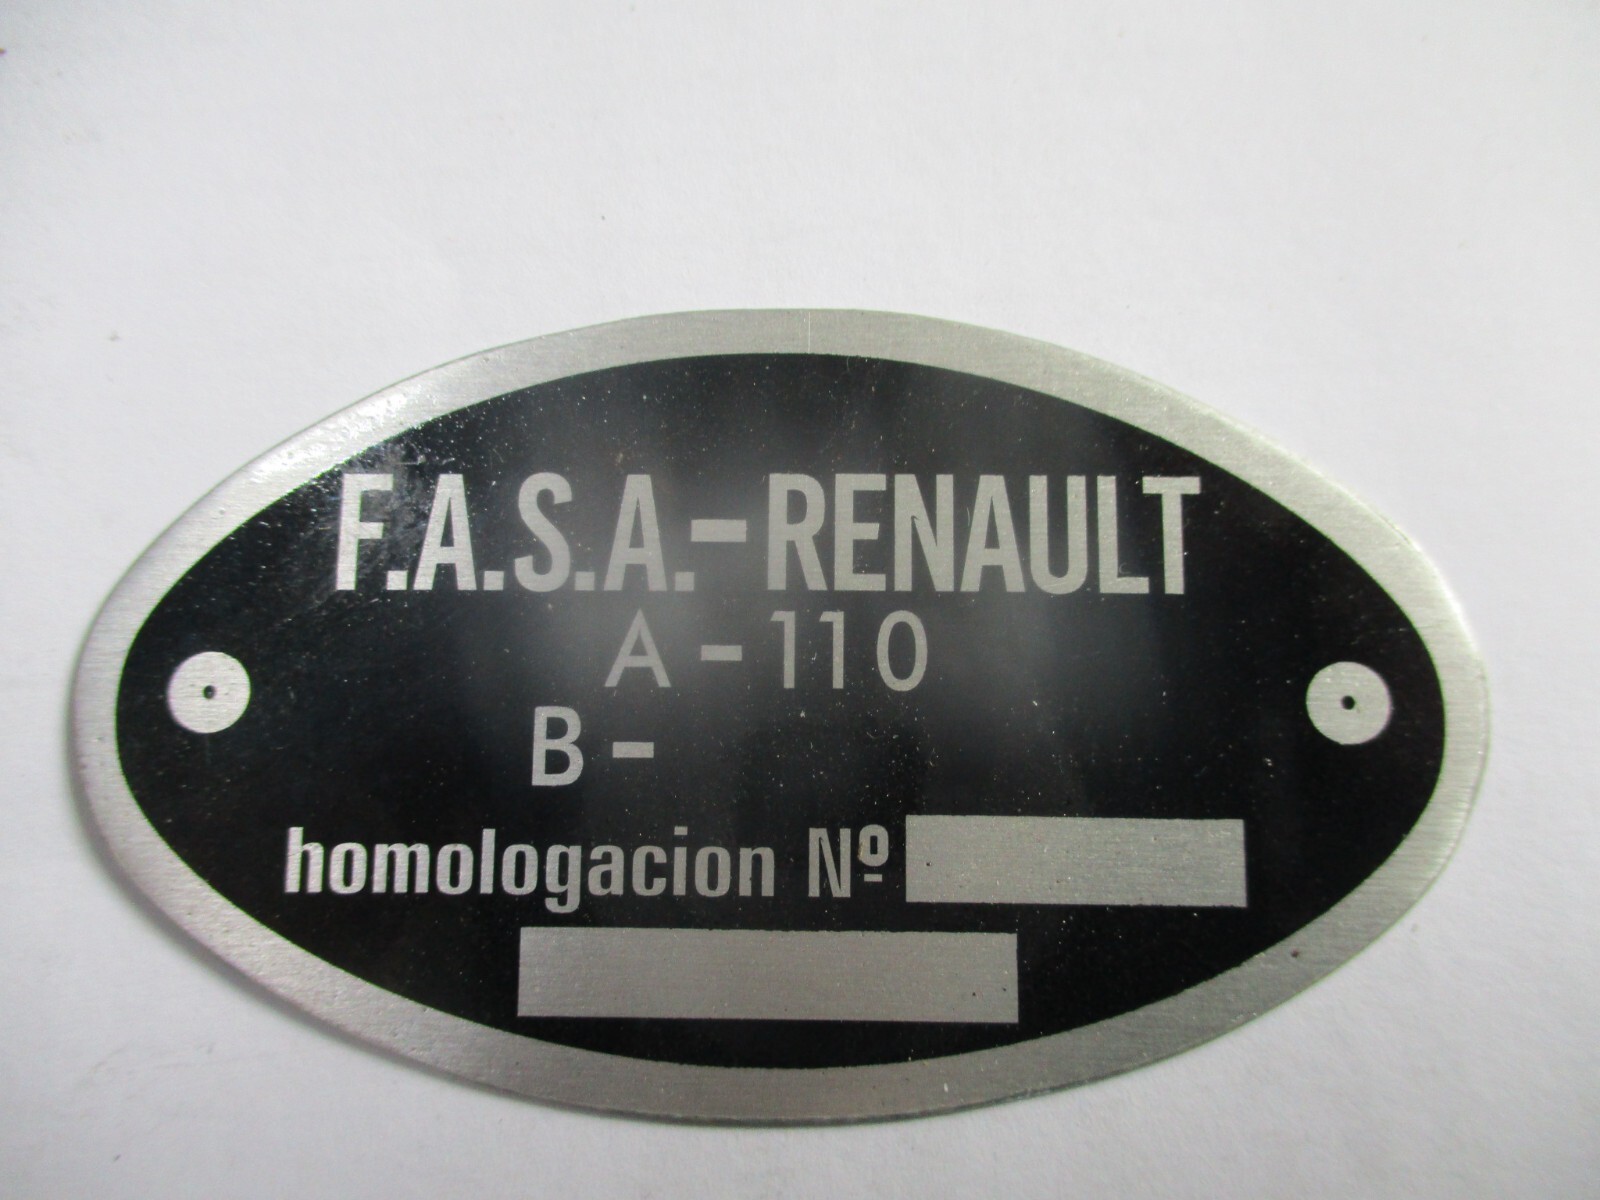 F.A.S.A.-RENAULT
A-110
B-
homologacion Nº